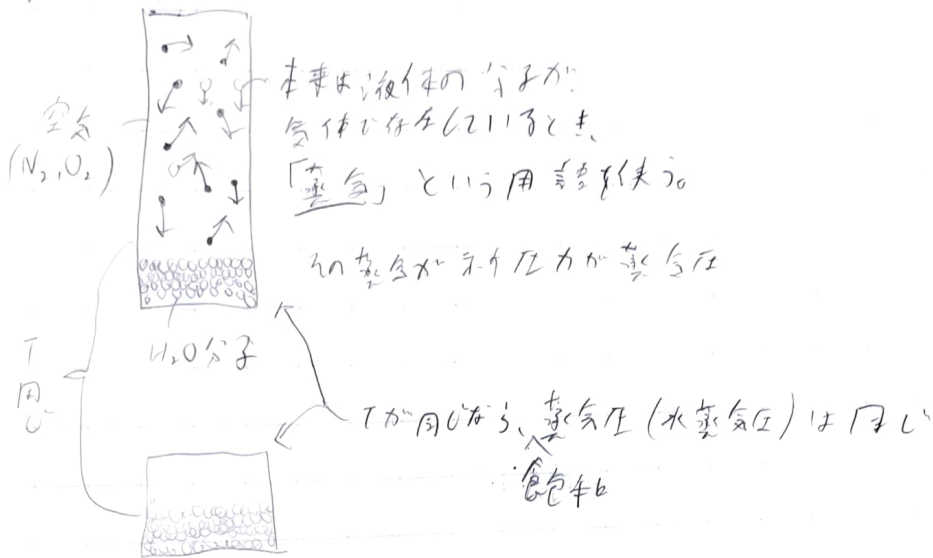 空気
(N₂,O₂)
本来は液体の分子が
気体で存在しているとき、
「蒸気」という用語を使う。
その蒸気が示す圧力が蒸気圧
H₂O分子
T
同じ
Tが同じなら、蒸気圧(水蒸気圧)は同じ
飽和